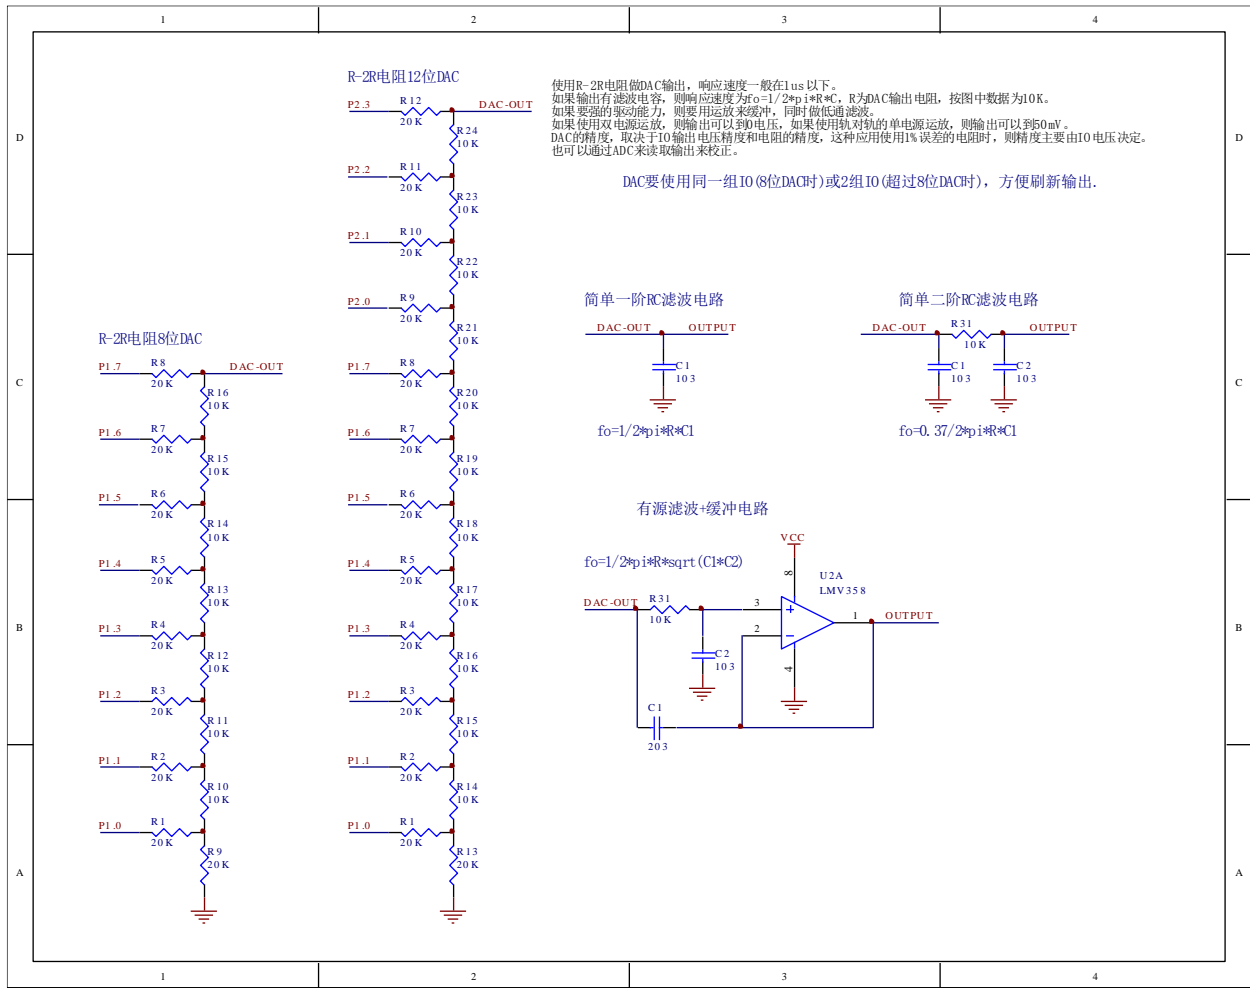 1 2 3 4
D
C
B
A
D
C
B
A
1 2 3 4
R-2R电阻12位DAC
使用R-2R电阻做DAC输出，响应速度一般在1us以下。
如果输出有滤波电容，则响应速度为fo=1/2*pi*R*C，R为DAC输出电阻，按图中数据为10K。
如果要强的驱动能力，则要用运放来缓冲，同时做低通滤波。
如果使用双电源运放，则输出可以到0电压，如果使用轨对轨的单电源运放，则输出可以到50mV。
DAC的精度，取决于IO输出电压精度和电阻的精度，这种应用使用1%误差的电阻时，则精度主要由IO电压决定。
也可以通过ADC来读取输出来校正。
DAC要使用同一组IO(8位DAC时)或2组IO(超过8位DAC时)，方便刷新输出.
P2.3 R12 20K DAC-OUT
R24 10K
P2.2 R11 20K
R23 10K
P2.1 R10 20K
R22 10K
P2.0 R9 20K
R21 10K
P1.7 R8 20K
R20 10K
P1.6 R7 20K
R19 10K
P1.5 R6 20K
R18 10K
P1.4 R5 20K
R17 10K
P1.3 R4 20K
R16 10K
P1.2 R3 20K
R15 10K
P1.1 R2 20K
R14 10K
P1.0 R1 20K
R13 20K
R-2R电阻8位DAC
P1.7 R8 20K DAC-OUT
R16 10K
P1.6 R7 20K
R15 10K
P1.5 R6 20K
R14 10K
P1.4 R5 20K
R13 10K
P1.3 R4 20K
R12 10K
P1.2 R3 20K
R11 10K
P1.1 R2 20K
R10 10K
P1.0 R1 20K
R9 20K
简单一阶RC滤波电路
DAC-OUT OUTPUT
C1
103
fo=1/2*pi*R*C1
简单二阶RC滤波电路
DAC-OUT R31 OUTPUT
10K
C1 C2
103 103
fo=0.37/2*pi*R*C1
有源滤波+缓冲电路
fo=1/2*pi*R*sqrt(C1*C2)
VCC
8
U2A
LMV358
DAC-OUT R31 3
10K
2
1 OUTPUT
C2
103
4
C1
203